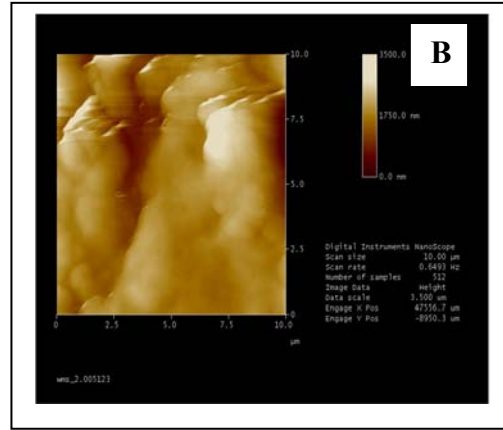 B
10.0
7.5
5.0
2.5
0
0 2.5 5.0 7.5 10.0
μm
3500.0
1750.0 nm
0.0 nm
Digital Instruments NanoScope
Scan size 10.00 μm
Scan rate 0.6493 Hz
Number of samples 512
Image Data Height
Data scale 3.500 um
Engage X Pos 47556.7 um
Engage Y Pos -8950.3 um
wms_2.005123